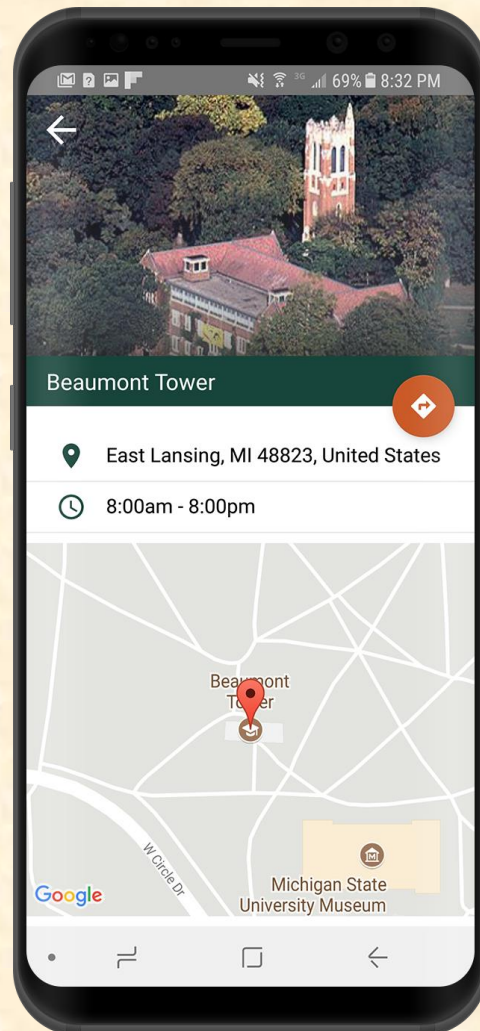 3G 69% 8:32 PM
Beaumont Tower
East Lansing, MI 48823, United States
8:00am - 8:00pm
Beaumont
Tower
W Circle Dr
Michigan State
University Museum
Google